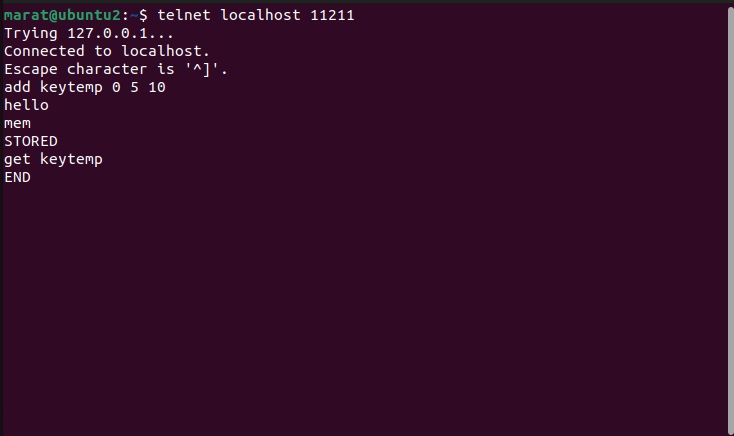 marat@ubuntu2:~$ telnet localhost 11211
Trying 127.0.0.1...
Connected to localhost.
Escape character is '^]'.
add keytemp 0 5 10
hello
mem
STORED
get keytemp
END